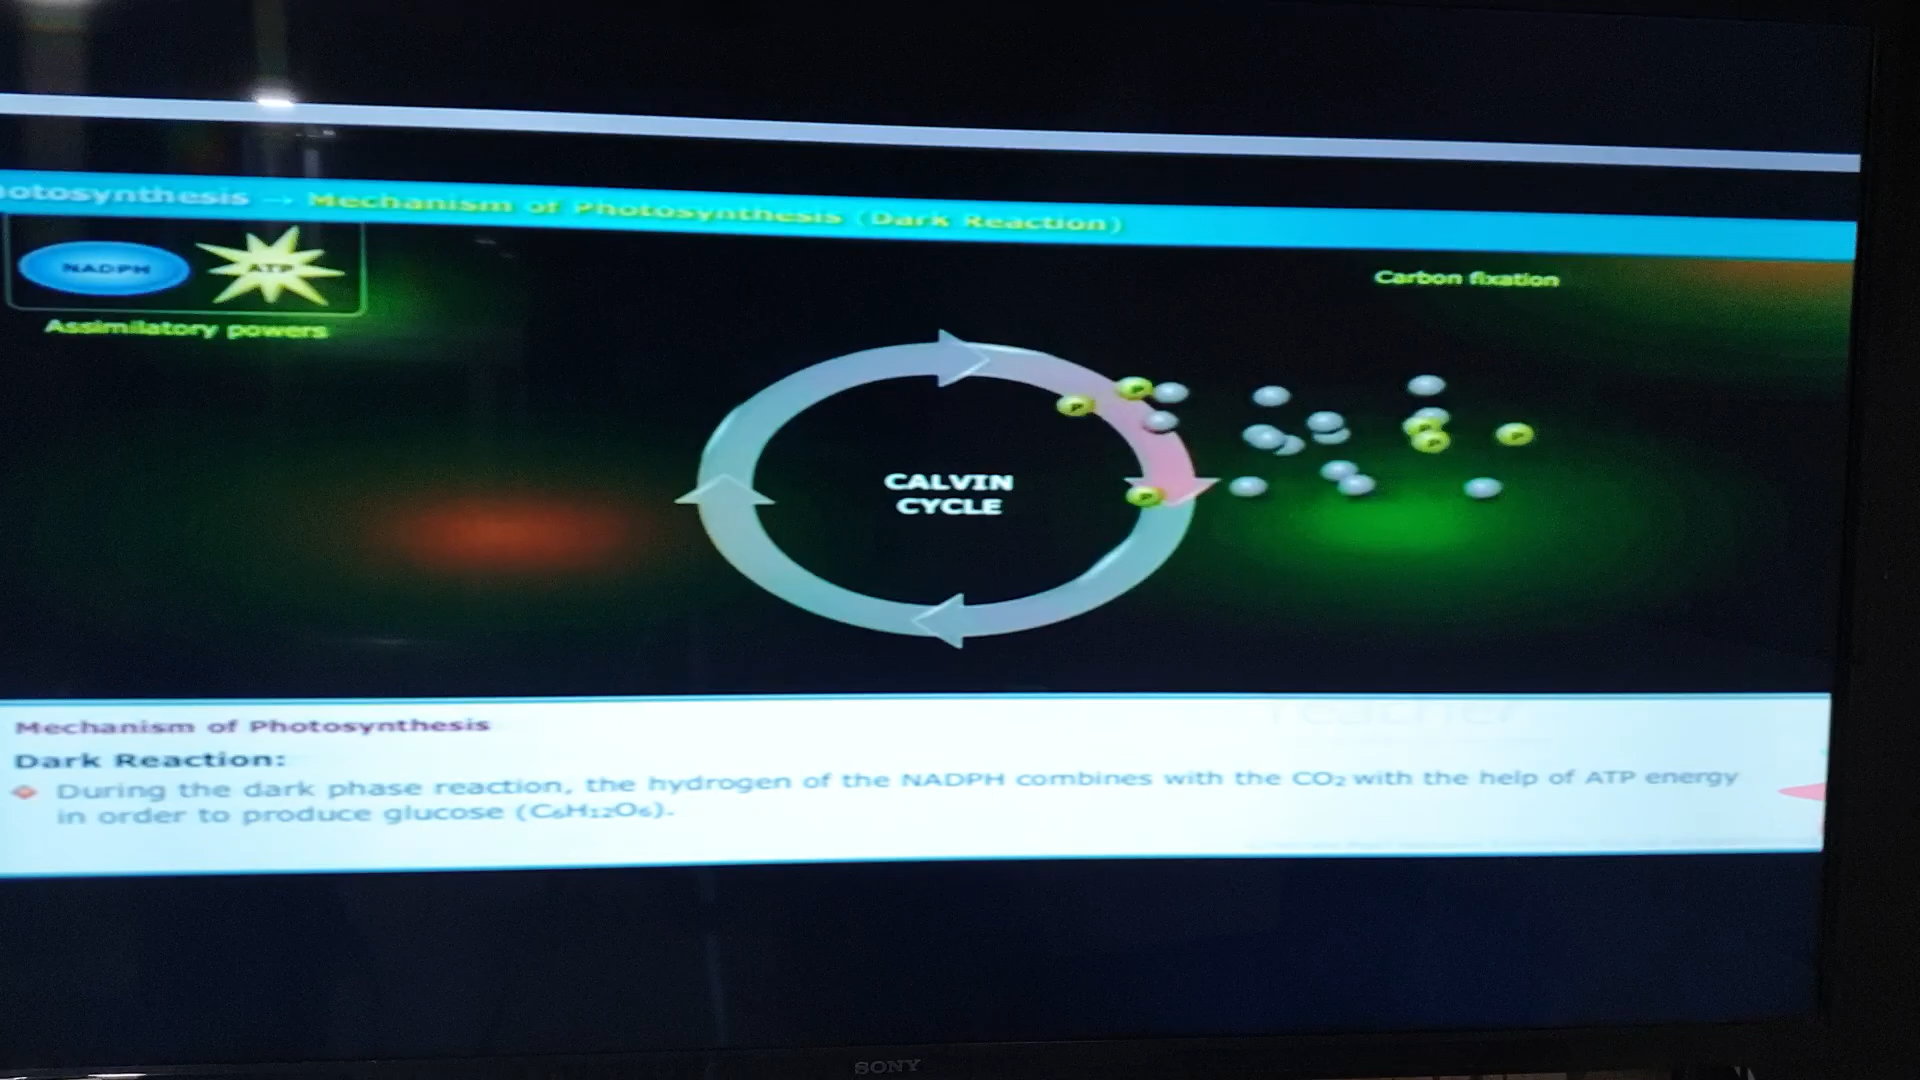 otosynthesis → Mechanism of Photosynthesis (Dark Reaction)
NADPH ATP
Assimilatory powers
Carbon fixation
P
P
P
P
P
P
CALVIN
CYCLE
Mechanism of Photosynthesis
Dark Reaction:
During the dark phase reaction, the hydrogen of the NADPH combines with the CO₂ with the help of ATP energy
in order to produce glucose (C₆H₁₂O₆).
SONY